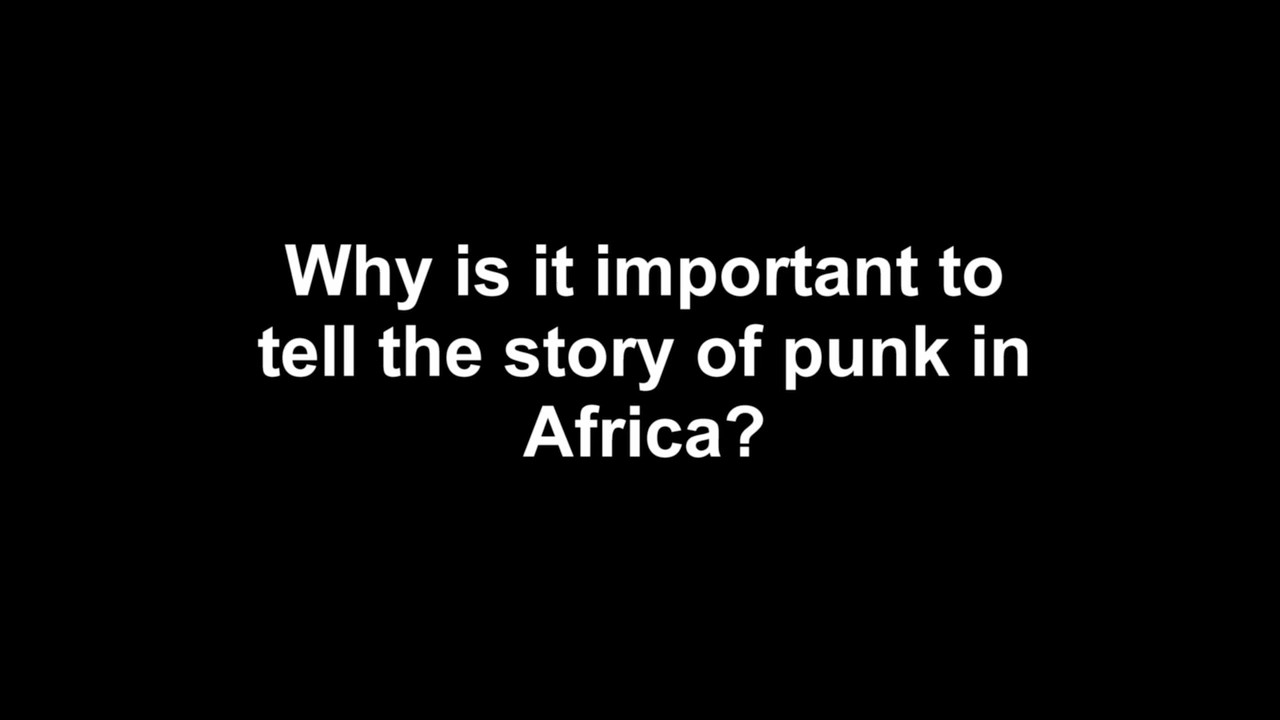 Why is it important to
tell the story of punk in
Africa?